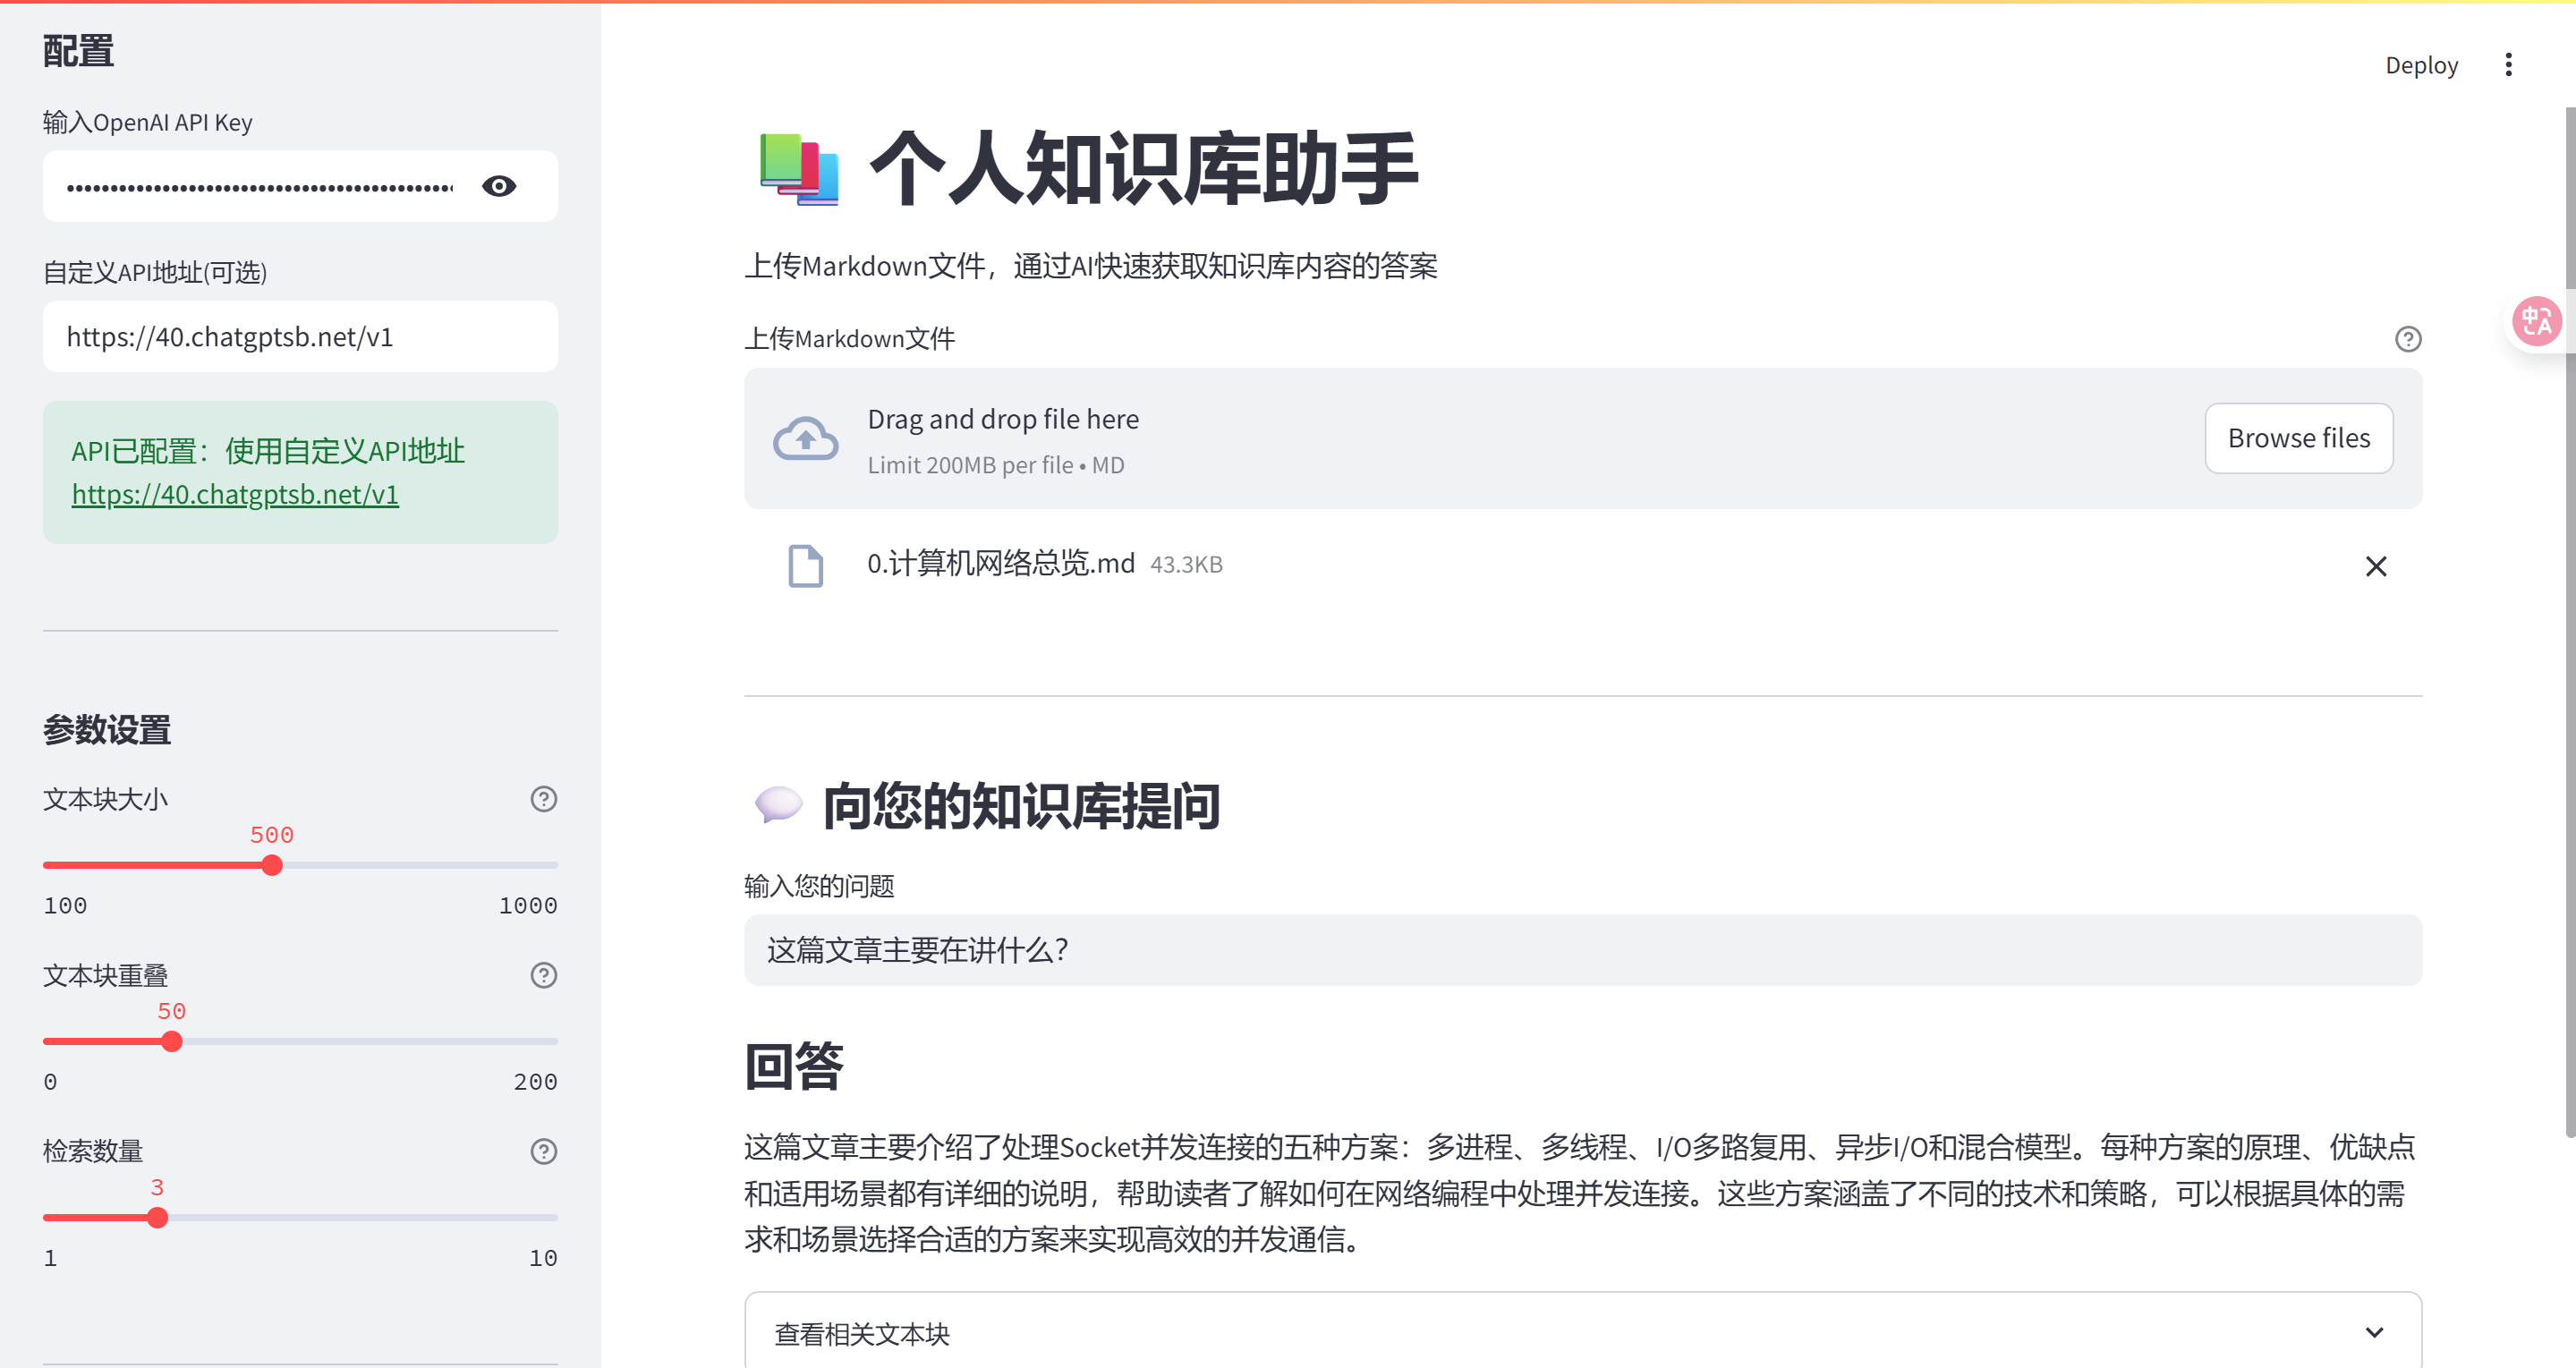 配置
输入OpenAI API Key
自定义API地址(可选)
https://40.chatgptsb.net/v1
API已配置：使用自定义API地址
https://40.chatgptsb.net/v1
参数设置
文本块大小
500
100 1000
文本块重叠
50
0 200
检索数量
3
1 10
Deploy
个人知识库助手
上传Markdown文件，通过AI快速获取知识库内容的答案
上传Markdown文件
Drag and drop file here
Limit 200MB per file • MD
Browse files
0.计算机网络总览.md 43.3KB
向您的知识库提问
输入您的问题
这篇文章主要在讲什么？
回答
这篇文章主要介绍了处理Socket并发连接的五种方案：多进程、多线程、I/O多路复用、异步I/O和混合模型。每种方案的原理、优缺点
和适用场景都有详细的说明，帮助读者了解如何在网络编程中处理并发连接。这些方案涵盖了不同的技术和策略，可以根据具体的需
求和场景选择合适的方案来实现高效的并发通信。
查看相关文本块
中A